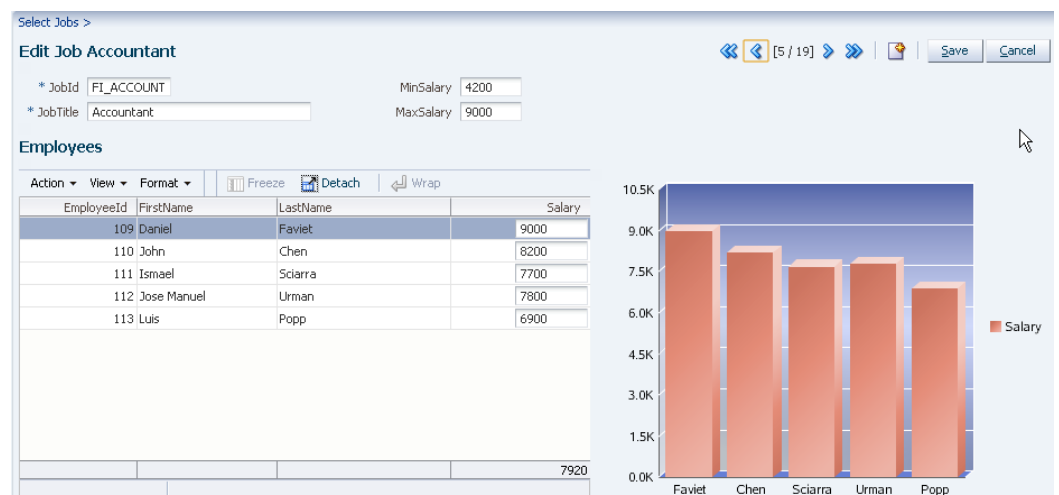 Select Jobs >
Edit Job Accountant
[5 / 19]
Save
Cancel
* JobId FI_ACCOUNT
MinSalary 4200
* JobTitle Accountant
MaxSalary 9000
Employees
Action View Format Freeze Detach Wrap
EmployeeId FirstName LastName Salary
109 Daniel Faviet 9000
110 John Chen 8200
111 Ismael Sciarra 7700
112 Jose Manuel Urman 7800
113 Luis Popp 6900
7920
10.5K
9.0K
7.5K
6.0K
4.5K
3.0K
1.5K
0.0K
Faviet Chen Sciarra Urman Popp
Salary